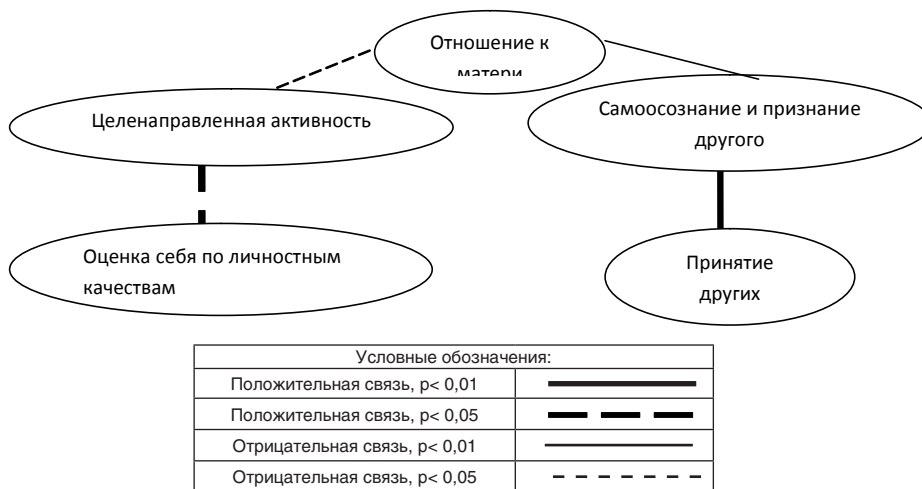 Отношение к
матери
Целенаправленная активность
Самоосознание и признание
другого
Оценка себя по личностным
качествам
Принятие
других
Условные обозначения:
Положительная связь, p< 0,01
Положительная связь, p< 0,05
Отрицательная связь, p< 0,01
Отрицательная связь, p< 0,05